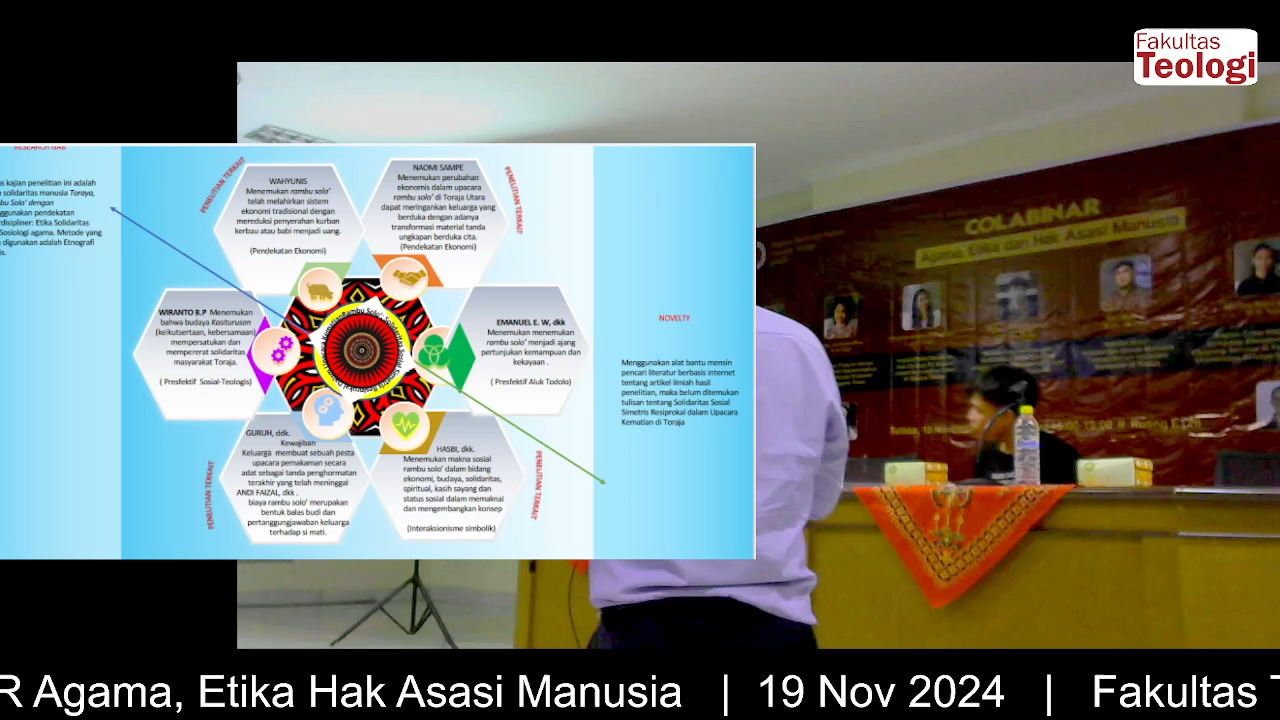 Fakultas
Teologi
RESEARCH GAB
s kajian penelitian ini adalah
solidaritas manusia Toraya,
bu Solo' dengan
ggunakan pendekatan
disipliner: Etika Solidaritas
Sosiologi agama. Metode yang
digunakan adalah Etnografi
is.
PENELITIAN TERKAIT
WAHYUNIS
Menemukan rambu solo'
telah melahirkan sistem
ekonomi tradisional dengan
mereduksi penyerahan kurban
kerbau atau babi menjadi uang.
(Pendekatan Ekonomi)
NAOMI SAMPE
Menemukan perubahan
ekonomis dalam upacara
rambu solo' di Toraja Utara
dapat meringankan keluarga yang
berduka dengan adanya
transformasi material tanda
ungkapan berduka cita.
(Pendekatan Ekonomi)
PENELITIAN TERKAIT
WIRANTO B.P Menemukan
bahwa budaya Kasiturusan
(keikutsertaan, kebersamaan)
mempersatukan dan
mempererat solidaritas
masyarakat Toraja.
( Presfektif Sosial-Teologis)
EMANUEL E. W, dkk
Menemukan menemukan
rambu solo' menjadi ajang
pertunjukan kemampuan dan
kekayaan .
( Presfektif Aluk Todolo)
PENELITIAN TERKAIT
GURUH, ddk.
Kewajiban
Keluarga membuat sebuah pesta
upacara pemakaman secara
adat sebagai tanda penghormatan
terakhir yang telah meninggal
ANDI FAIZAL, dkk .
biaya rambu solo' merupakan
bentuk balas budi dan
pertanggungjawaban keluarga
terhadap si mati.
HASBI, dkk.
Menemukan makna sosial
rambu solo' dalam bidang
ekonomi, budaya, solidaritas,
spiritual, kasih sayang dan
status sosial dalam memaknai
dan mengembangkan konsep
(Interaksionisme simbolik)
PENELITIAN TERKAIT
NOVELTY
Menggunakan alat bantu mensin
pencari literatur berbasis internet
tentang artikel ilmiah hasil
penelitian, maka belum ditemukan
tulisan tentang Solidaritas Sosial
Simetris Resiprokal dalam Upacara
Kematian di Toraja
Agama Etika dan Hak Asasi Manusia
R Agama, Etika Hak Asasi Manusia | 19 Nov 2024 | Fakultas T